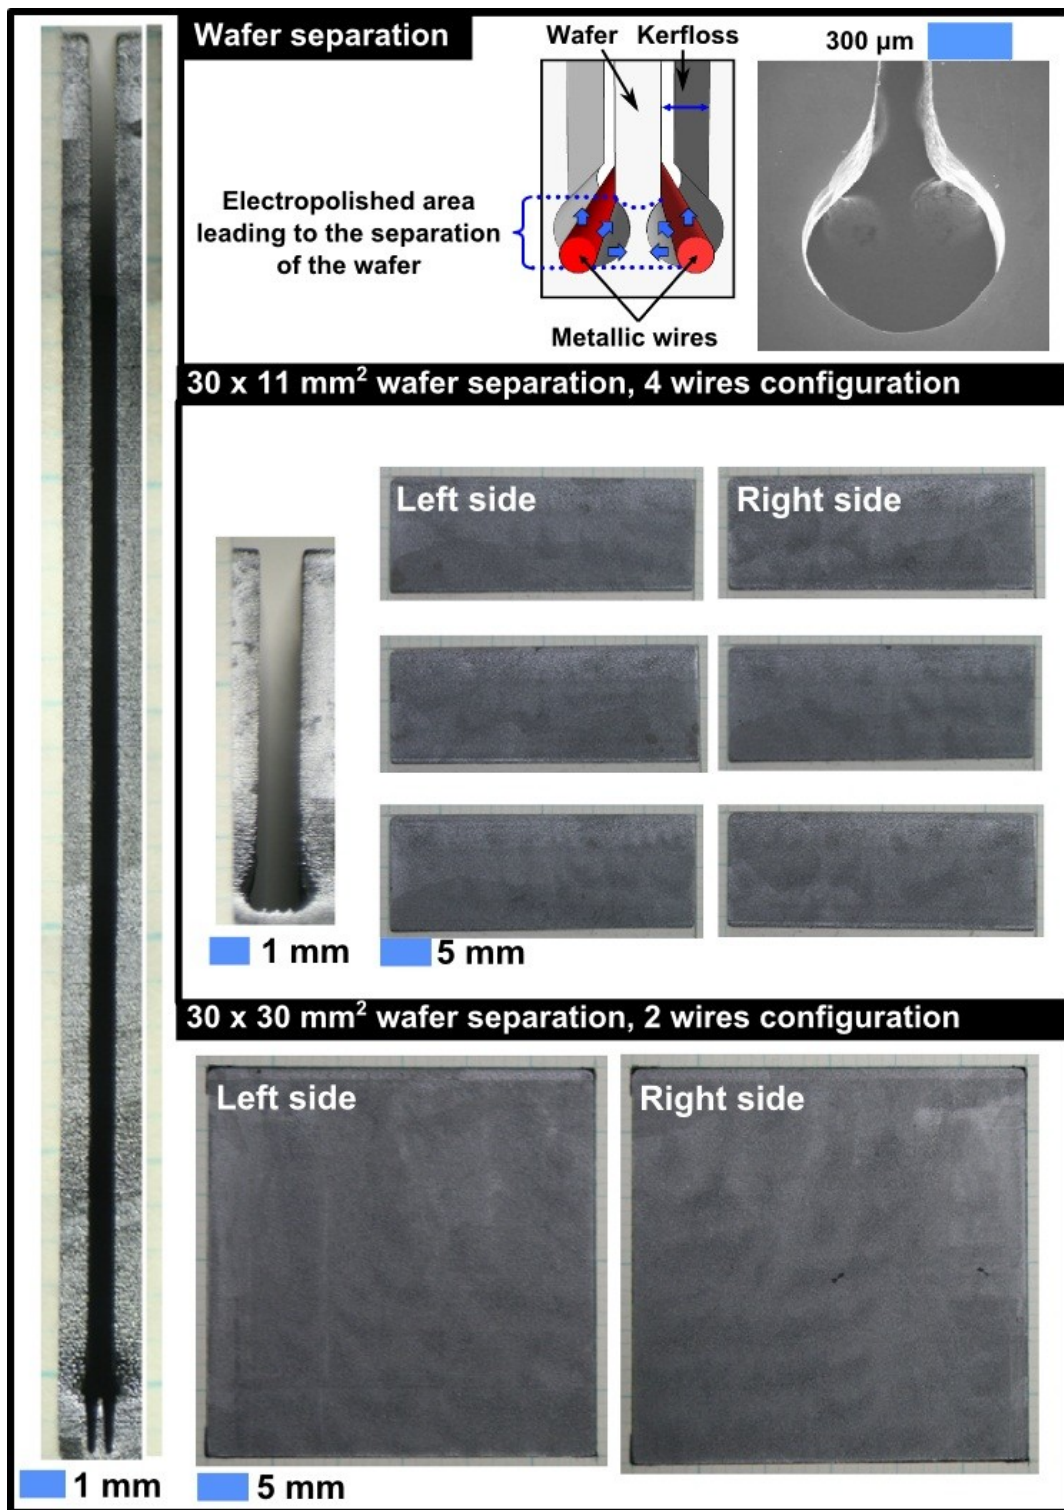 Wafer separation
Wafer Kerfloss
300 µm
Electropolished area
leading to the separation
of the wafer
Metallic wires
30 x 11 mm² wafer separation, 4 wires configuration
Left side
Right side
1 mm
5 mm
30 x 30 mm² wafer separation, 2 wires configuration
Left side
Right side
1 mm
5 mm